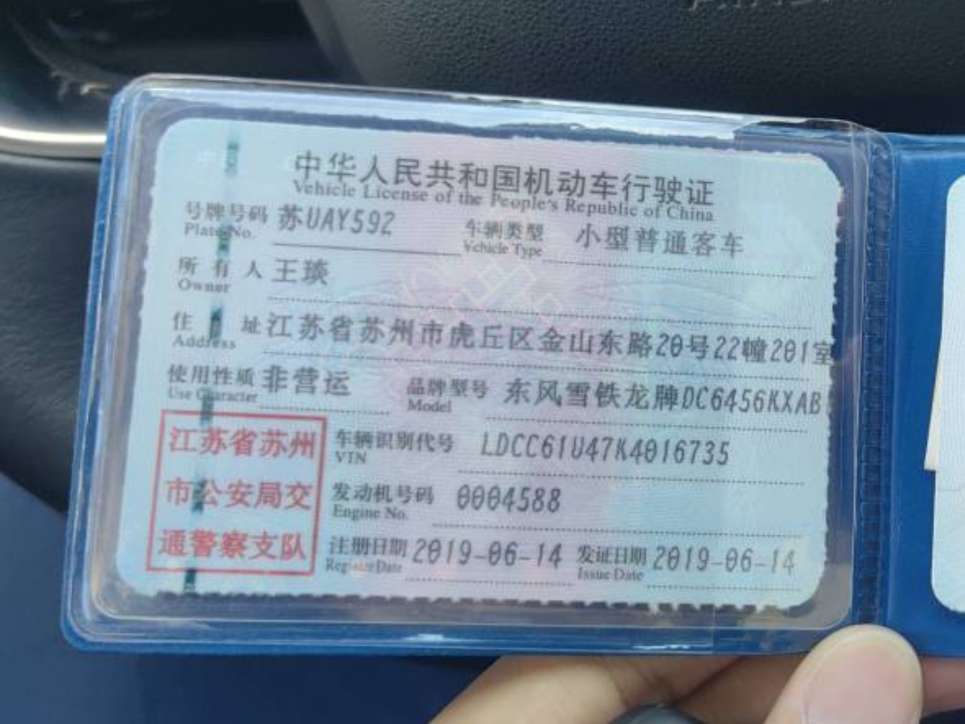 中华人民共和国机动车行驶证
Vehicle License of the People's Republic of China
号牌号码 苏UAY592 车辆类型 小型普通客车
Plate No. Vehicle Type
所有人 王琰
Owner
住址 江苏省苏州市虎丘区金山东路20号22幢201室
Address
使用性质 非营运 品牌型号 东风雪铁龙牌DC6456KXAB
Use Character Model
江苏省苏州
市公安局交
通警察支队
车辆识别代号 LDCC61U47K4016735
VIN
发动机号码 0004588
Engine No.
注册日期 2019-06-14 发证日期 2019-06-14
Register Date Issue Date